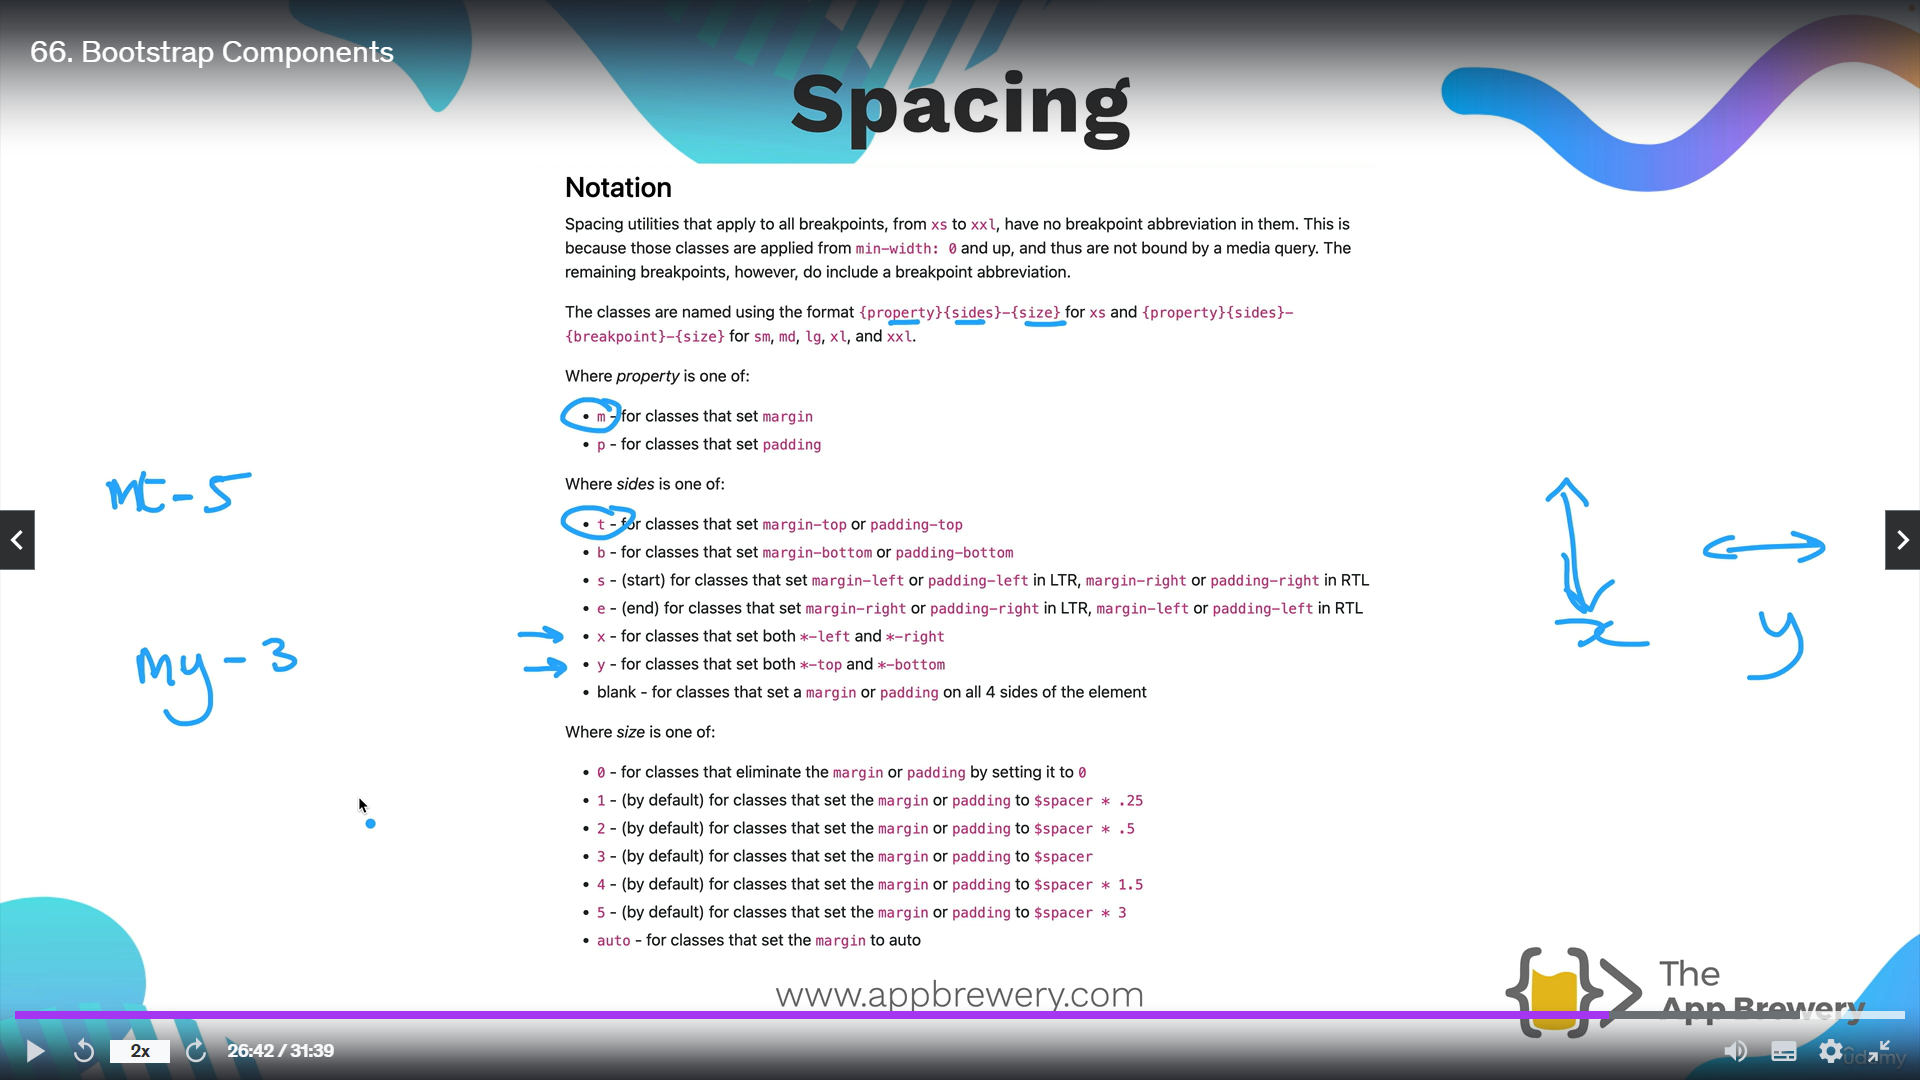 66. Bootstrap Components
Spacing
Notation
Spacing utilities that apply to all breakpoints, from xs to xxl, have no breakpoint abbreviation in them. This is
because those classes are applied from min-width: 0 and up, and thus are not bound by a media query. The
remaining breakpoints, however, do include a breakpoint abbreviation.
The classes are named using the format {property}{sides}-{size} for xs and {property}{sides}-
{breakpoint}-{size} for sm, md, lg, xl, and xxl.
Where property is one of:
• m - for classes that set margin
• p - for classes that set padding
Where sides is one of:
• t - for classes that set margin-top or padding-top
• b - for classes that set margin-bottom or padding-bottom
• s - (start) for classes that set margin-left or padding-left in LTR, margin-right or padding-right in RTL
• e - (end) for classes that set margin-right or padding-right in LTR, margin-left or padding-left in RTL
• x - for classes that set both *-left and *-right
• y - for classes that set both *-top and *-bottom
• blank - for classes that set a margin or padding on all 4 sides of the element
Where size is one of:
• 0 - for classes that eliminate the margin or padding by setting it to 0
• 1 - (by default) for classes that set the margin or padding to $spacer * .25
• 2 - (by default) for classes that set the margin or padding to $spacer * .5
• 3 - (by default) for classes that set the margin or padding to $spacer
• 4 - (by default) for classes that set the margin or padding to $spacer * 1.5
• 5 - (by default) for classes that set the margin or padding to $spacer * 3
• auto - for classes that set the margin to auto
mt-5
my-3
x
y
www.appbrewery.com
The
App Brewery
2x
26:42 / 31:39
udemy